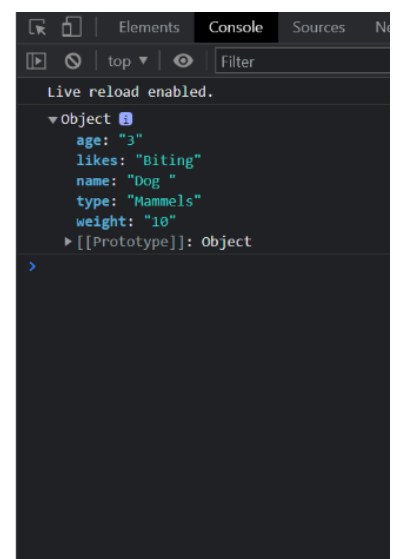 Elements Console Sources Ne
top ▼ Filter
Live reload enabled.
▼Object i
age: "3"
likes: "Biting"
name: "Dog "
type: "Mammels"
weight: "10"
▶[[Prototype]]: Object
>